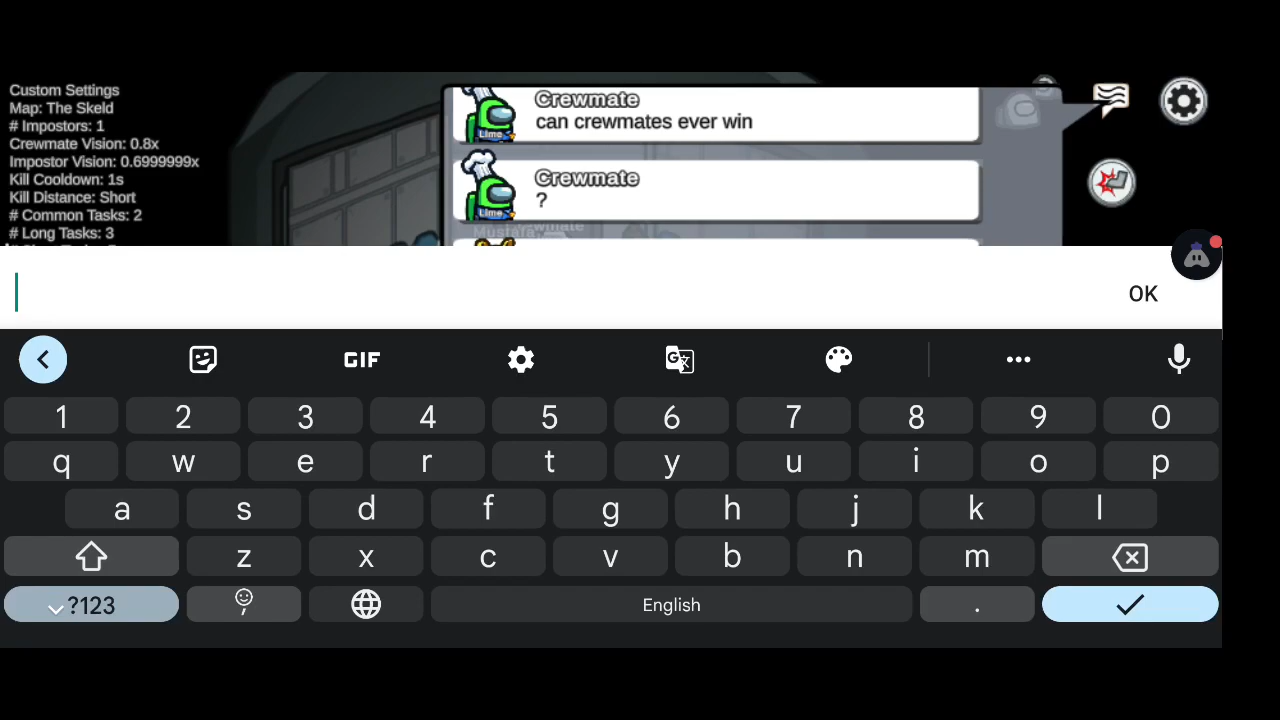 Custom Settings
Map: The Skeld
# Impostors: 1
Crewmate Vision: 0.8x
Impostor Vision: 0.6999999x
Kill Cooldown: 1s
Kill Distance: Short
# Common Tasks: 2
# Long Tasks: 3
Crewmate
can crewmates ever win
Lime
Crewmate
?
Lime
Mustafa
OK
GIF
1 2 3 4 5 6 7 8 9 0
q w e r t y u i o p
a s d f g h j k l
z x c v b n m
?123 , English .